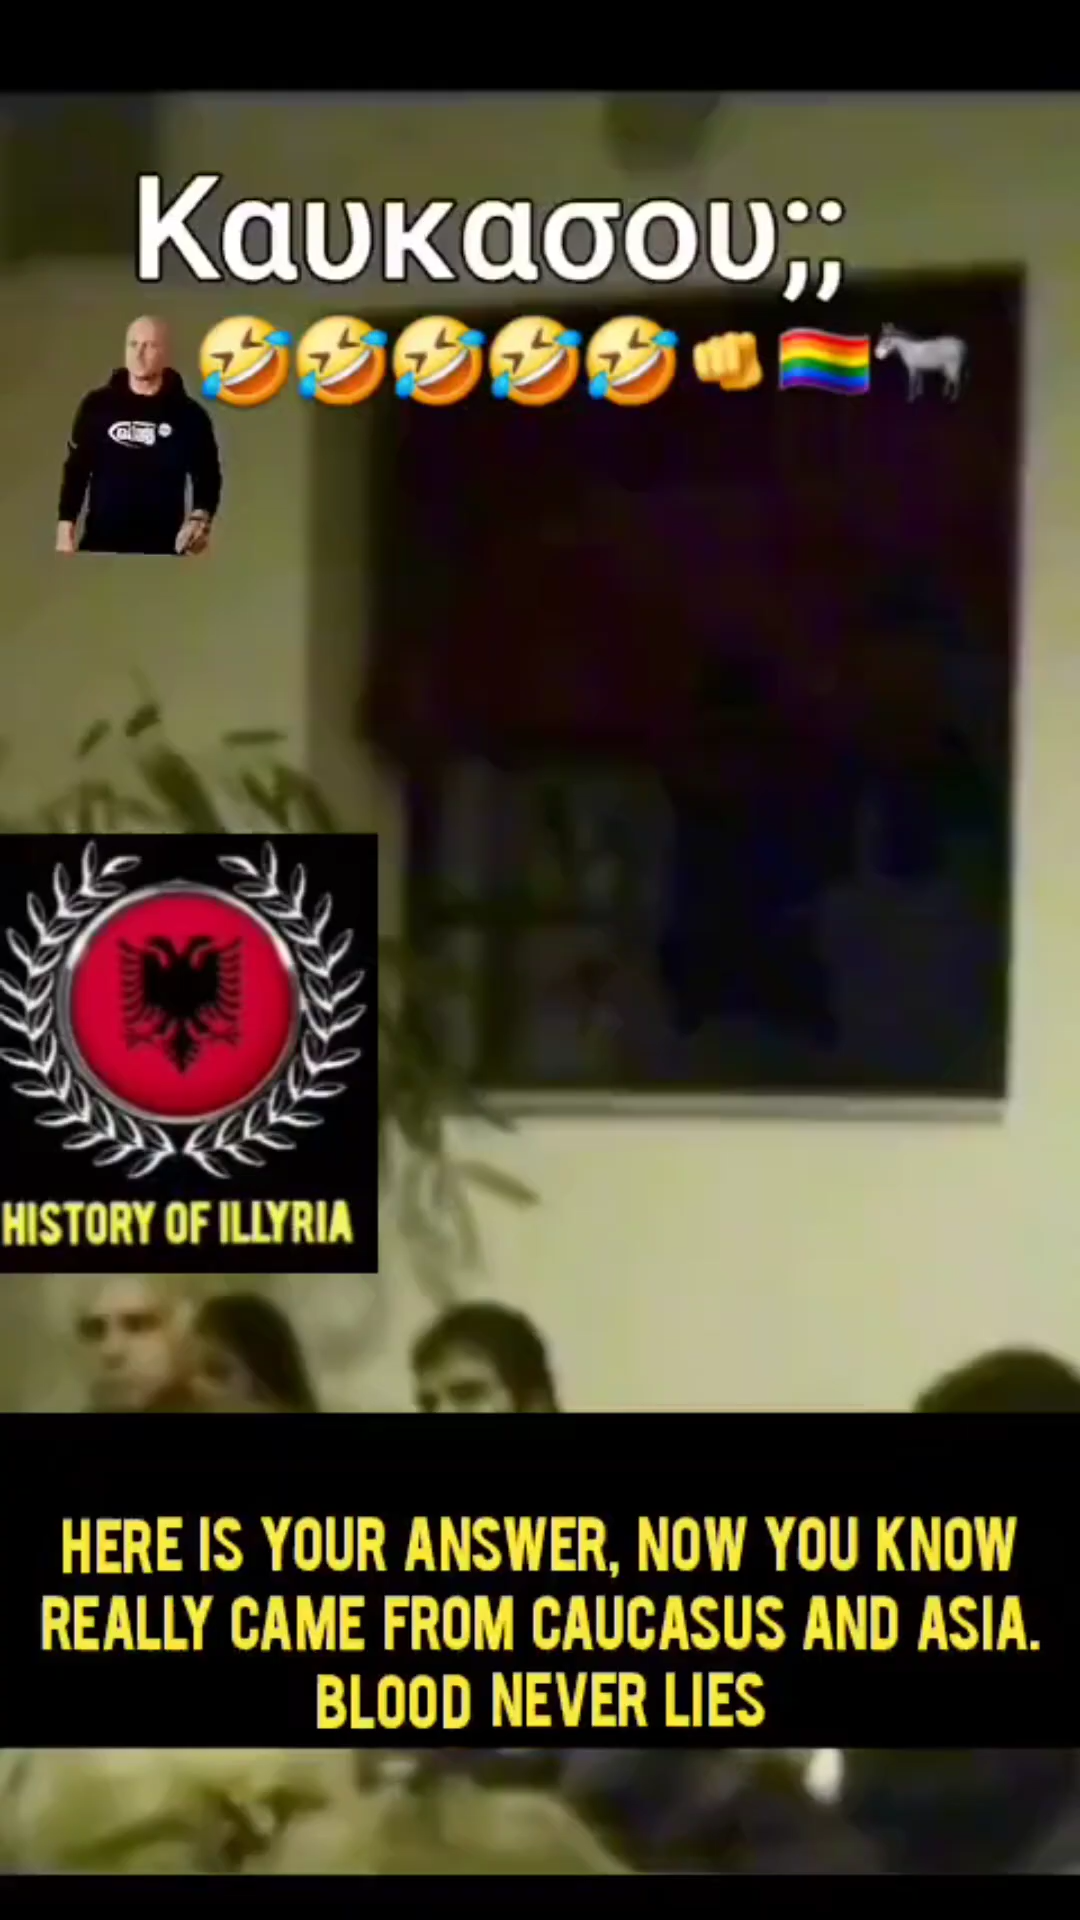 Καυκασου;;
HISTORY OF ILLYRIA
HERE IS YOUR ANSWER, NOW YOU KNOW
REALLY CAME FROM CAUCASUS AND ASIA.
BLOOD NEVER LIES